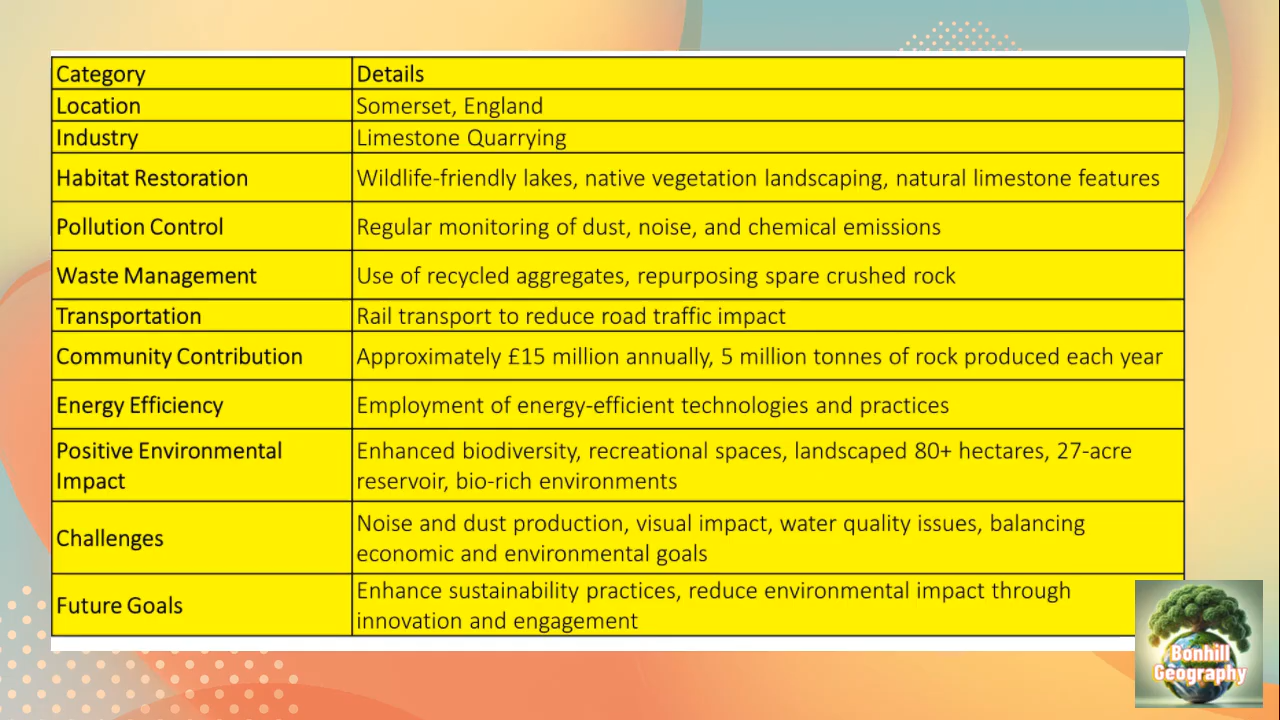 Category Details
Location Somerset, England
Industry Limestone Quarrying
Habitat Restoration Wildlife-friendly lakes, native vegetation landscaping, natural limestone features
Pollution Control Regular monitoring of dust, noise, and chemical emissions
Waste Management Use of recycled aggregates, repurposing spare crushed rock
Transportation Rail transport to reduce road traffic impact
Community Contribution Approximately £15 million annually, 5 million tonnes of rock produced each year
Energy Efficiency Employment of energy-efficient technologies and practices
Positive Environmental
Impact
Enhanced biodiversity, recreational spaces, landscaped 80+ hectares, 27-acre
reservoir, bio-rich environments
Challenges
Noise and dust production, visual impact, water quality issues, balancing
economic and environmental goals
Future Goals
Enhance sustainability practices, reduce environmental impact through
innovation and engagement
Bonhill
Geography